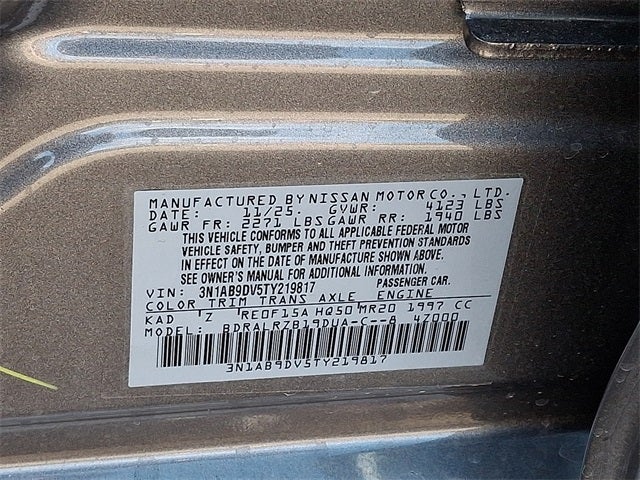 MANUFACTURED BY NISSAN MOTOR CO., LTD.
DATE: 11/25. GVWR: 4123 LBS
GAWR FR: 2271 LBS GAWR RR: 1940 LBS
THIS VEHICLE CONFORMS TO ALL APPLICABLE FEDERAL MOTOR
VEHICLE SAFETY, BUMPER AND THEFT PREVENTION STANDARDS
IN EFFECT ON THE DATE OF MANUFACTURE SHOWN ABOVE.
SEE OWNER'S MANUAL FOR ADDITIONAL INFORMATION.
VIN: 3N1AB9DV5TY219817 PASSENGER CAR.
COLOR TRIM TRANS AXLE ENGINE
KAD Z RE0F15A HQ50 MR20 1997 CC
MODEL: BDRALRZB19DUA-C--A 4Z000
3N1AB9DV5TY219817